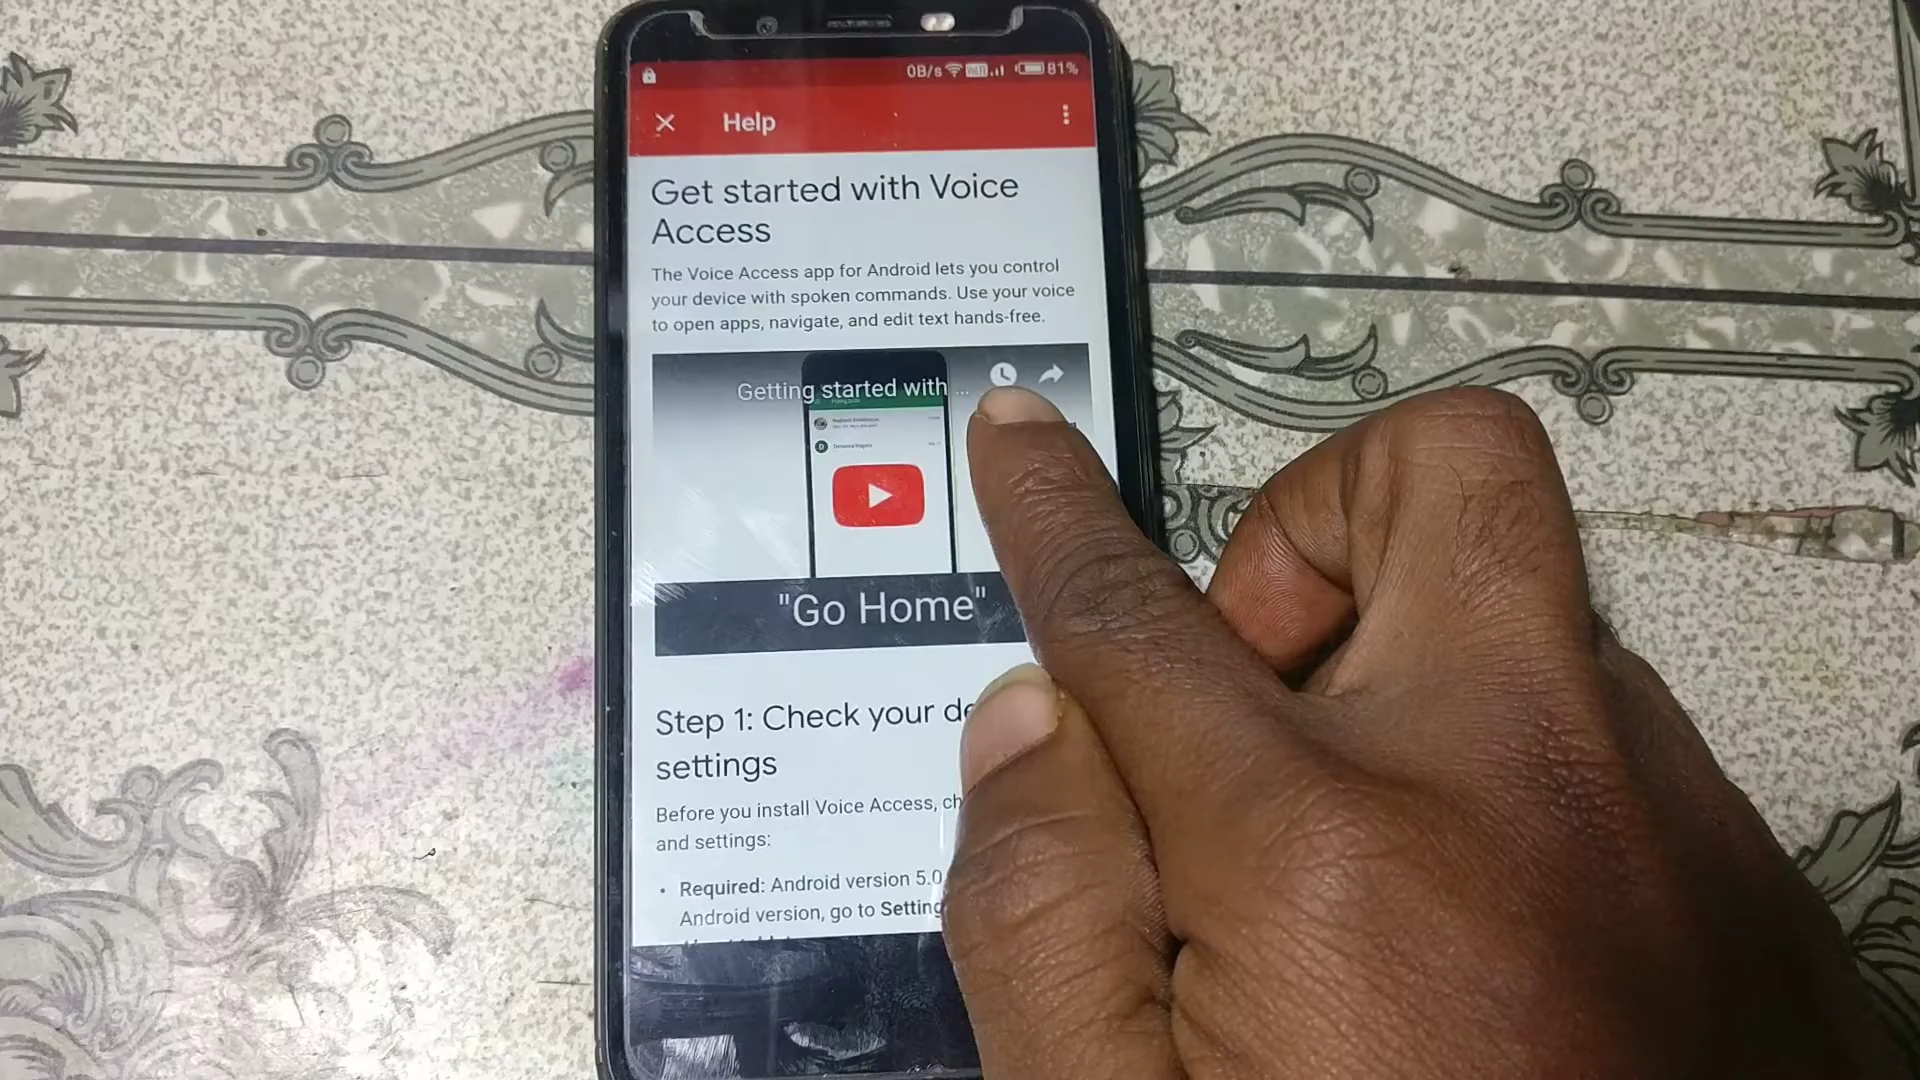 0B/s 81%
Help
Get started with Voice
Access
The Voice Access app for Android lets you control
your device with spoken commands. Use your voice
to open apps, navigate, and edit text hands-free.
Getting started with ...
"Go Home"
Step 1: Check your
settings
Before you install Voice Access,
and settings:
• Required: Android version 5.0
Android version, go to